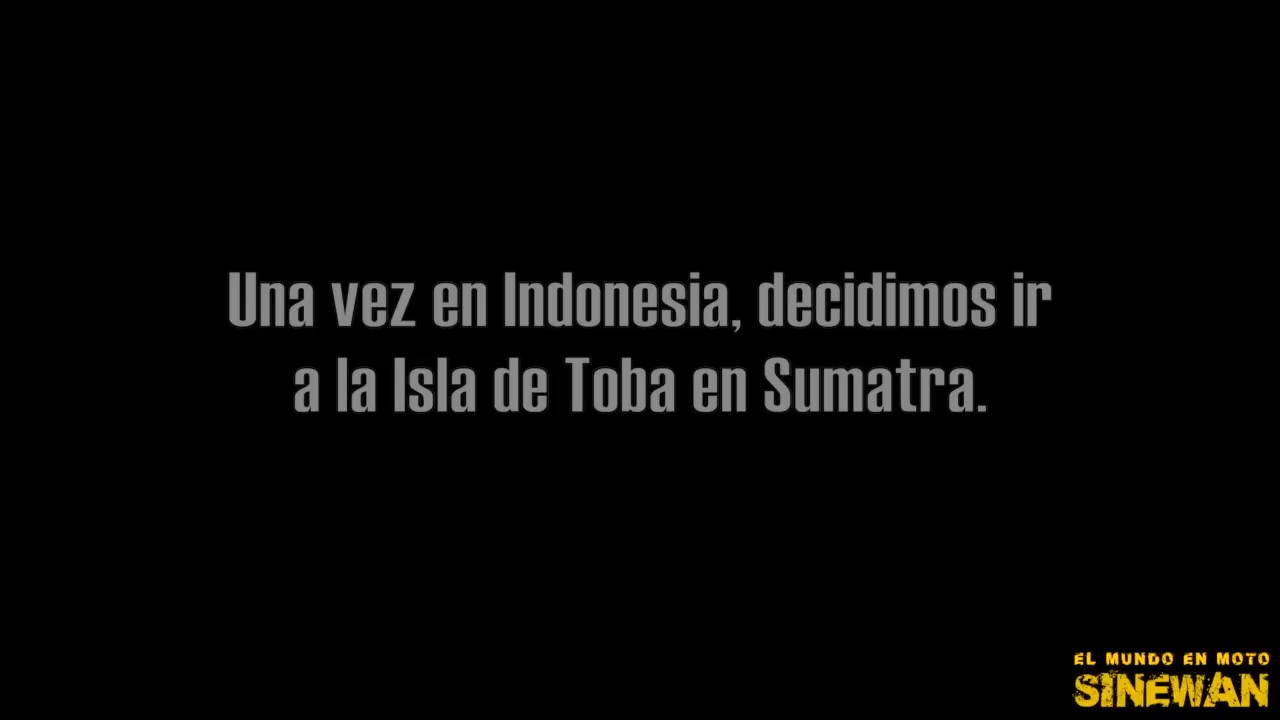 Una vez en Indonesia, decidimos ir
a la Isla de Toba en Sumatra.
EL MUNDO EN MOTO
SINEWAN